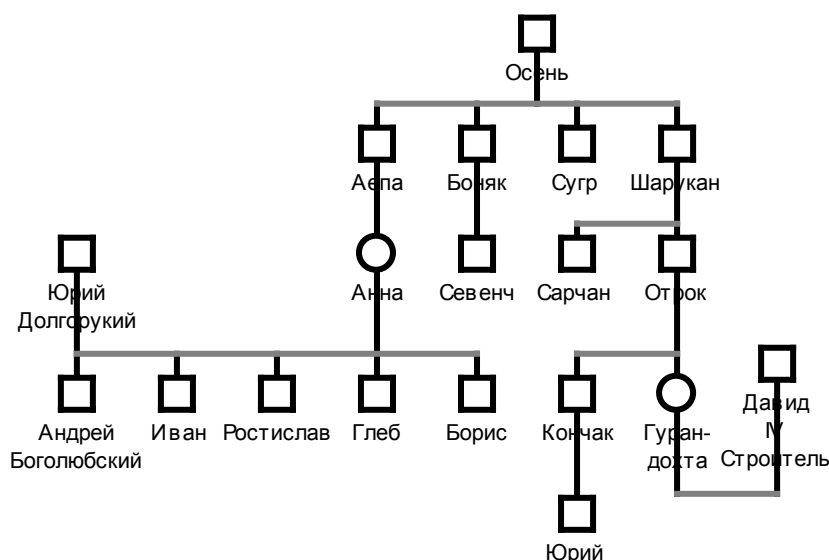 Осень
Аепа
Боняк
Сугр
Шарукан
Юрий
Долгорукий
Анна
Севенч
Сарчан
Отрок
Андрей
Боголюбский
Иван
Ростислав
Глеб
Борис
Кончак
Гуран-
дохта
Давид
IV
Строитель
Юрий